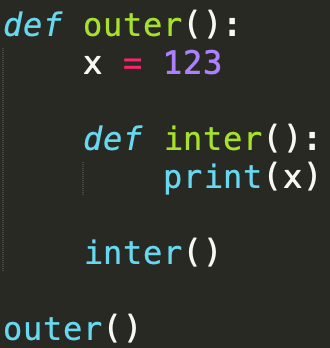 def outer():
    x = 123
    def inter():
        print(x)
    inter()
outer()